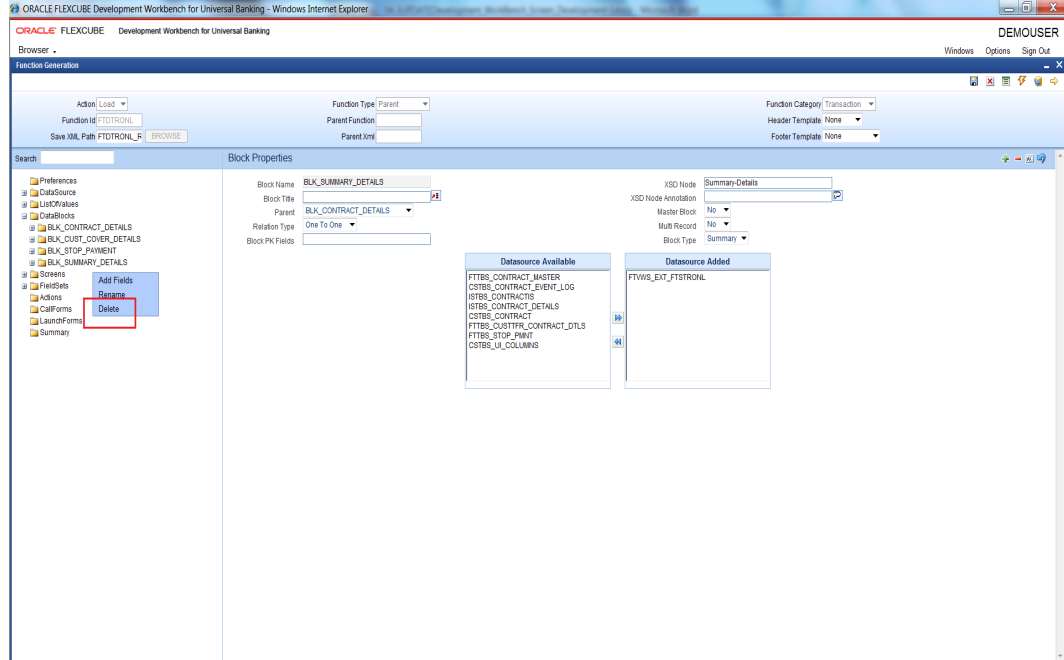 ORACLE FLEXCUBE Development Workbench for Universal Banking - Windows Internet Explorer
ORACLE FLEXCUBE Development Workbench for Universal Banking
DEMOUSER
Browser
Windows Options Sign Out
Function Generation
Action Load Function Type Parent Function Category Transaction
Function Id FTDTRONL Parent Function Header Template None
Save XML Path FTDTRONL_R BROWSE Parent Xml Footer Template None
Search
Block Properties
Preferences
DataSource
ListOfValues
DataBlocks
BLK_CONTRACT_DETAILS
BLK_CUST_COVER_DETAILS
BLK_STOP_PAYMENT
BLK_SUMMARY_DETAILS
Screens
FieldSets
Actions
CallForms
LaunchForms
Summary
Add Fields
Rename
Delete
Block Name BLK_SUMMARY_DETAILS XSD Node Summary-Details
Block Title XSD Node Annotation
Parent BLK_CONTRACT_DETAILS Master Block No
Relation Type One To One Multi Record No
Block PK Fields Block Type Summary
Datasource Available Datasource Added
FTTBS_CONTRACT_MASTER FTVWS_EXT_FTSTRONL
CSTBS_CONTRACT_EVENT_LOG
ISTBS_CONTRACTIS
ISTBS_CONTRACT_DETAILS
CSTBS_CONTRACT
FTTBS_CUSTTFR_CONTRACT_DTLS
FTTBS_STOP_PMNT
CSTBS_UI_COLUMNS